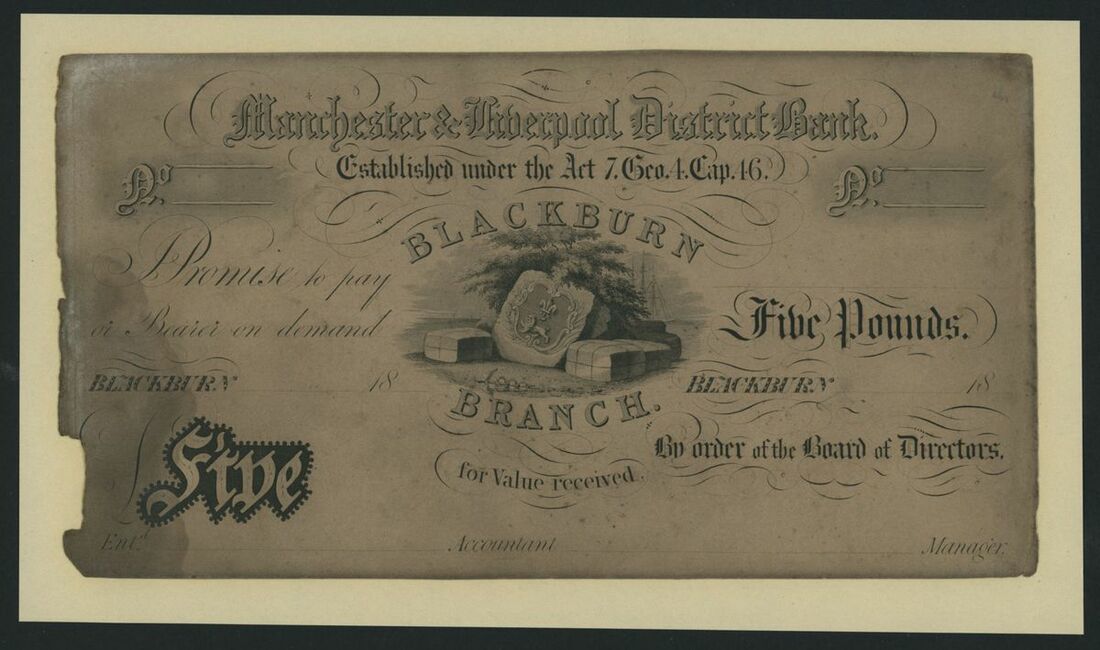 Manchester & Liverpool District Bank.
Established under the Act 7. Geo. 4. Cap. 46.
No No
BLACKBURN
I Promise to pay
or Bearer on demand
Five Pounds.
BLACKBURN 18 BLACKBURN 18
BRANCH.
By order of the Board of Directors.
Five
for Value received.
Ent.d Accountant Manager.